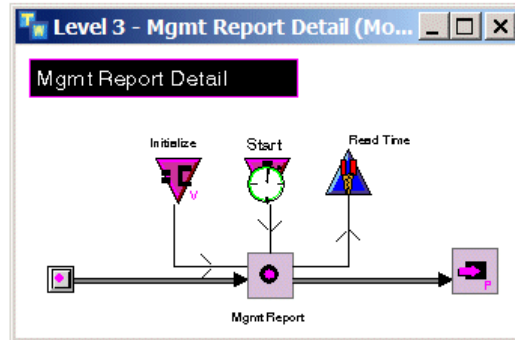 Level 3 - Mgmt Report Detail (Mo...
Mgmt Report Detail
Initialize
Start
Read Time
V
Mgmt Report
P